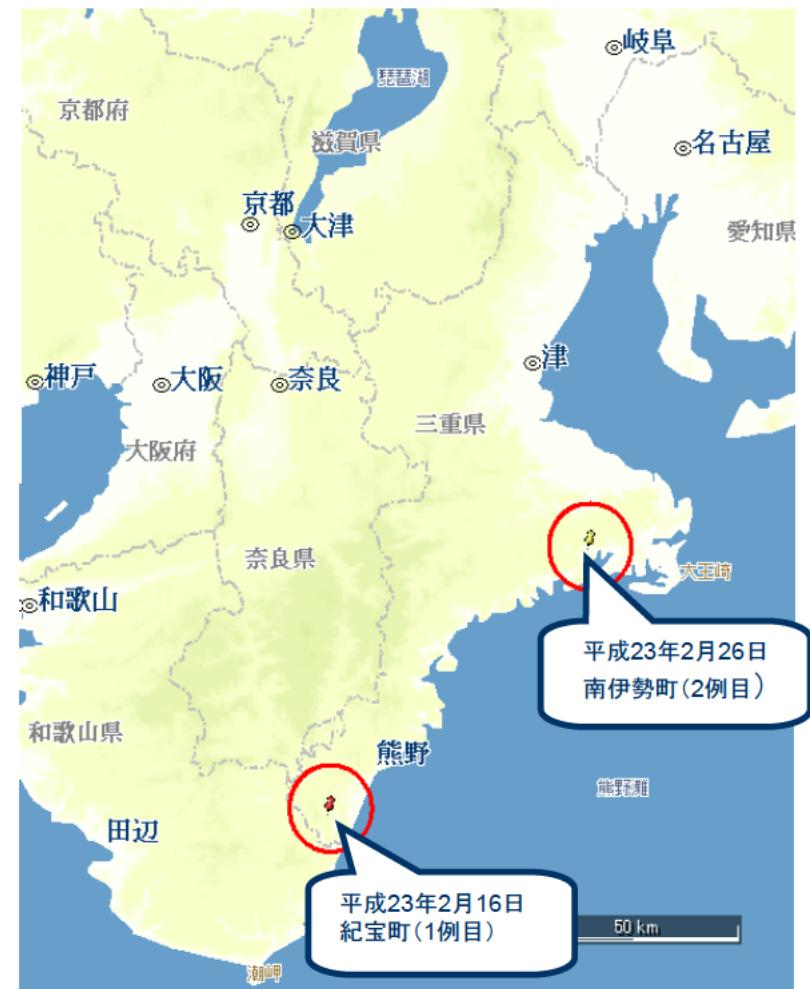 岐阜
琵琶湖
京都府
滋賀県
名古屋
京都
大津
愛知県
津
神戸
大阪
奈良
三重県
大阪府
奈良県
大王崎
和歌山
平成23年2月26日
南伊勢町(2例目)
和歌山県
熊野
熊野灘
田辺
平成23年2月16日
紀宝町(1例目)
50 km
潮岬